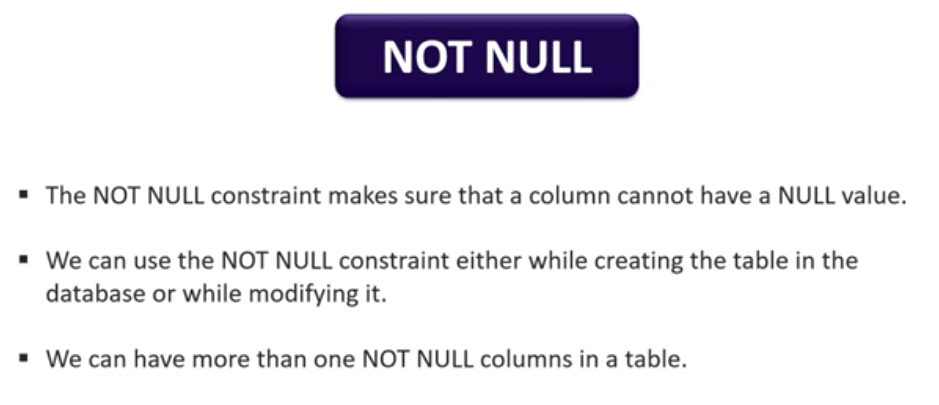 NOT NULL
▪ The NOT NULL constraint makes sure that a column cannot have a NULL value.
▪ We can use the NOT NULL constraint either while creating the table in the
database or while modifying it.
▪ We can have more than one NOT NULL columns in a table.